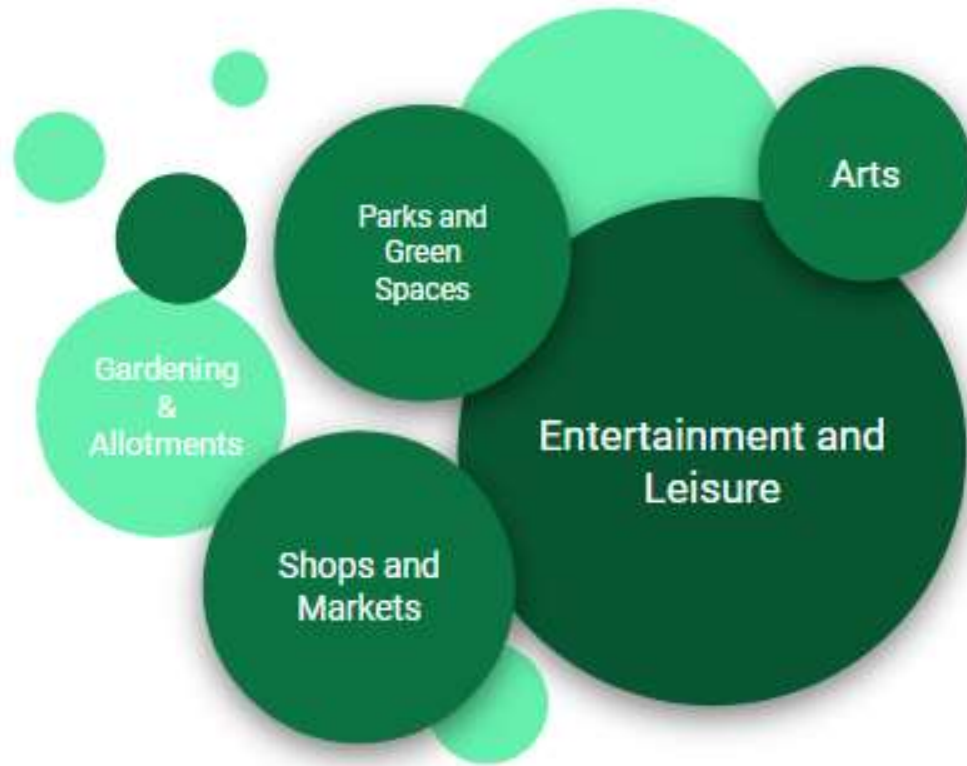 Arts
Parks and
Green
Spaces
Gardening
&
Allotments
Entertainment and
Leisure
Shops and
Markets